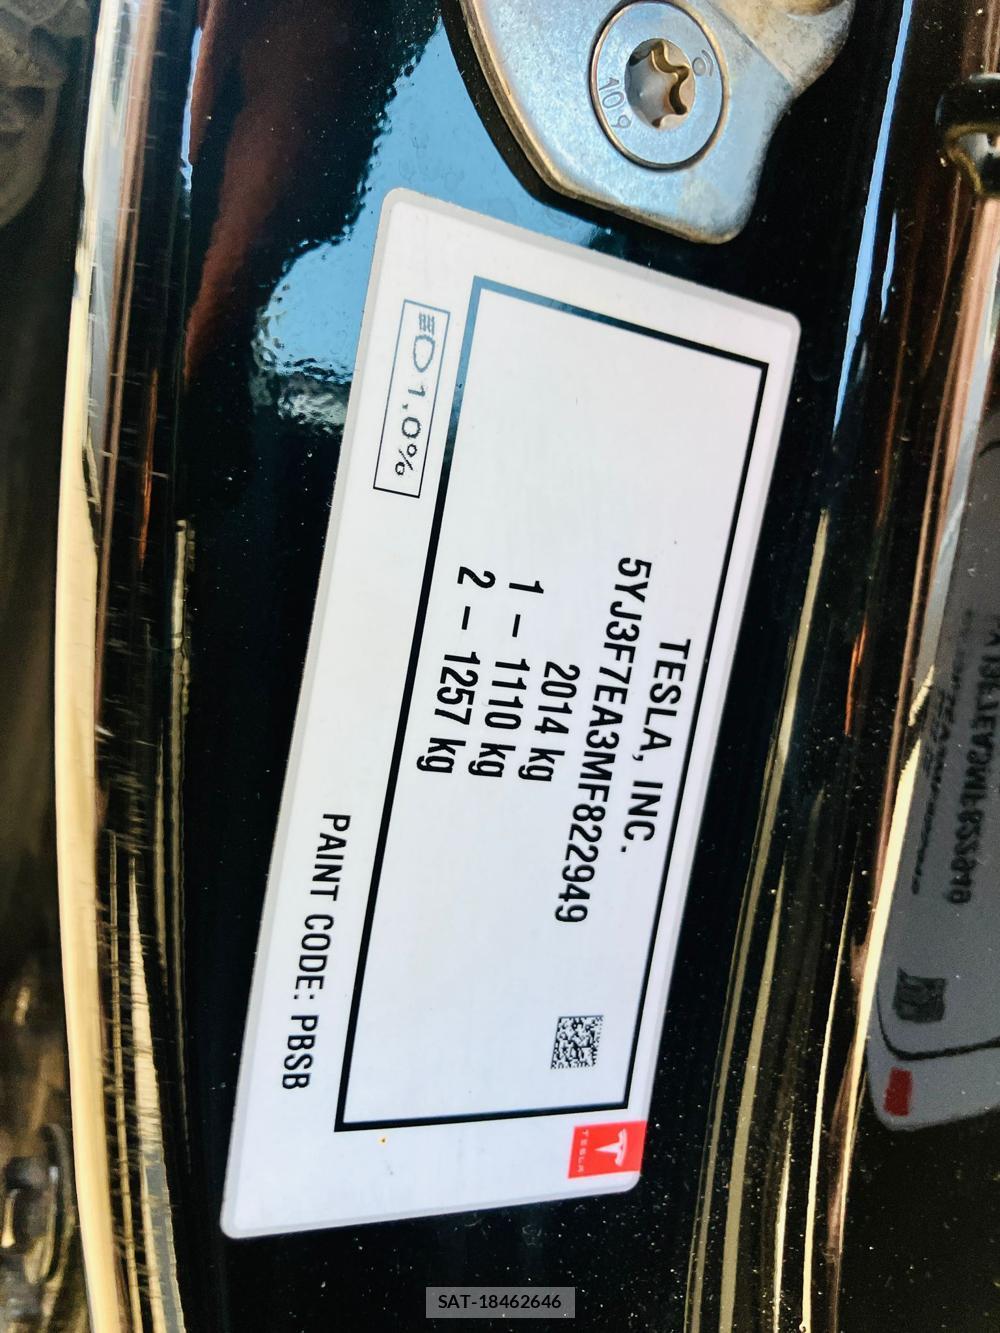 TESLA, INC.
5YJ3F7EA3MF822949
2014 kg
1 – 1110 kg
2 – 1257 kg
1,0%
PAINT CODE: PBSB
TESLA
10.9
SAT-18462646